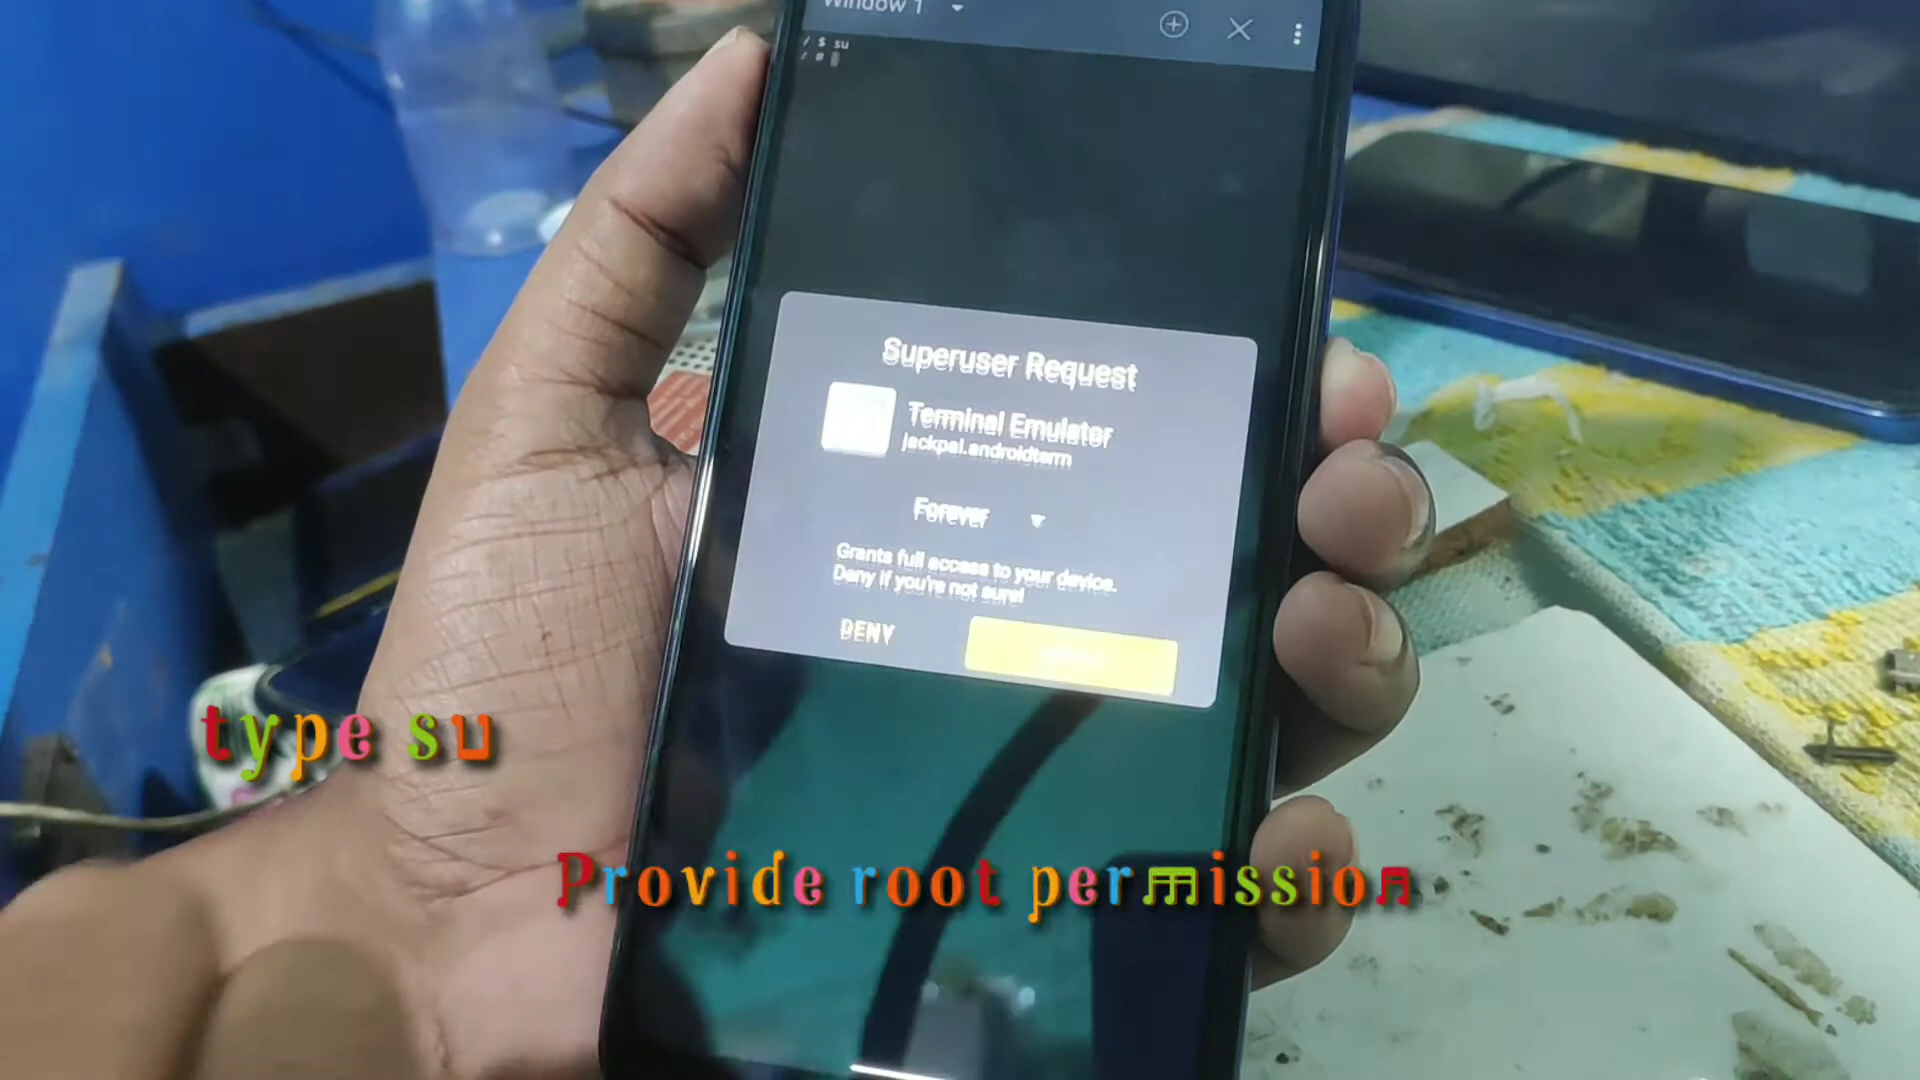 Window 1
/ $ su
/ #
Superuser Request
Terminal Emulator
jackpal.androidterm
Forever
Grants full access to your device.
Deny if you're not sure!
DENY
type su
Provide root permission